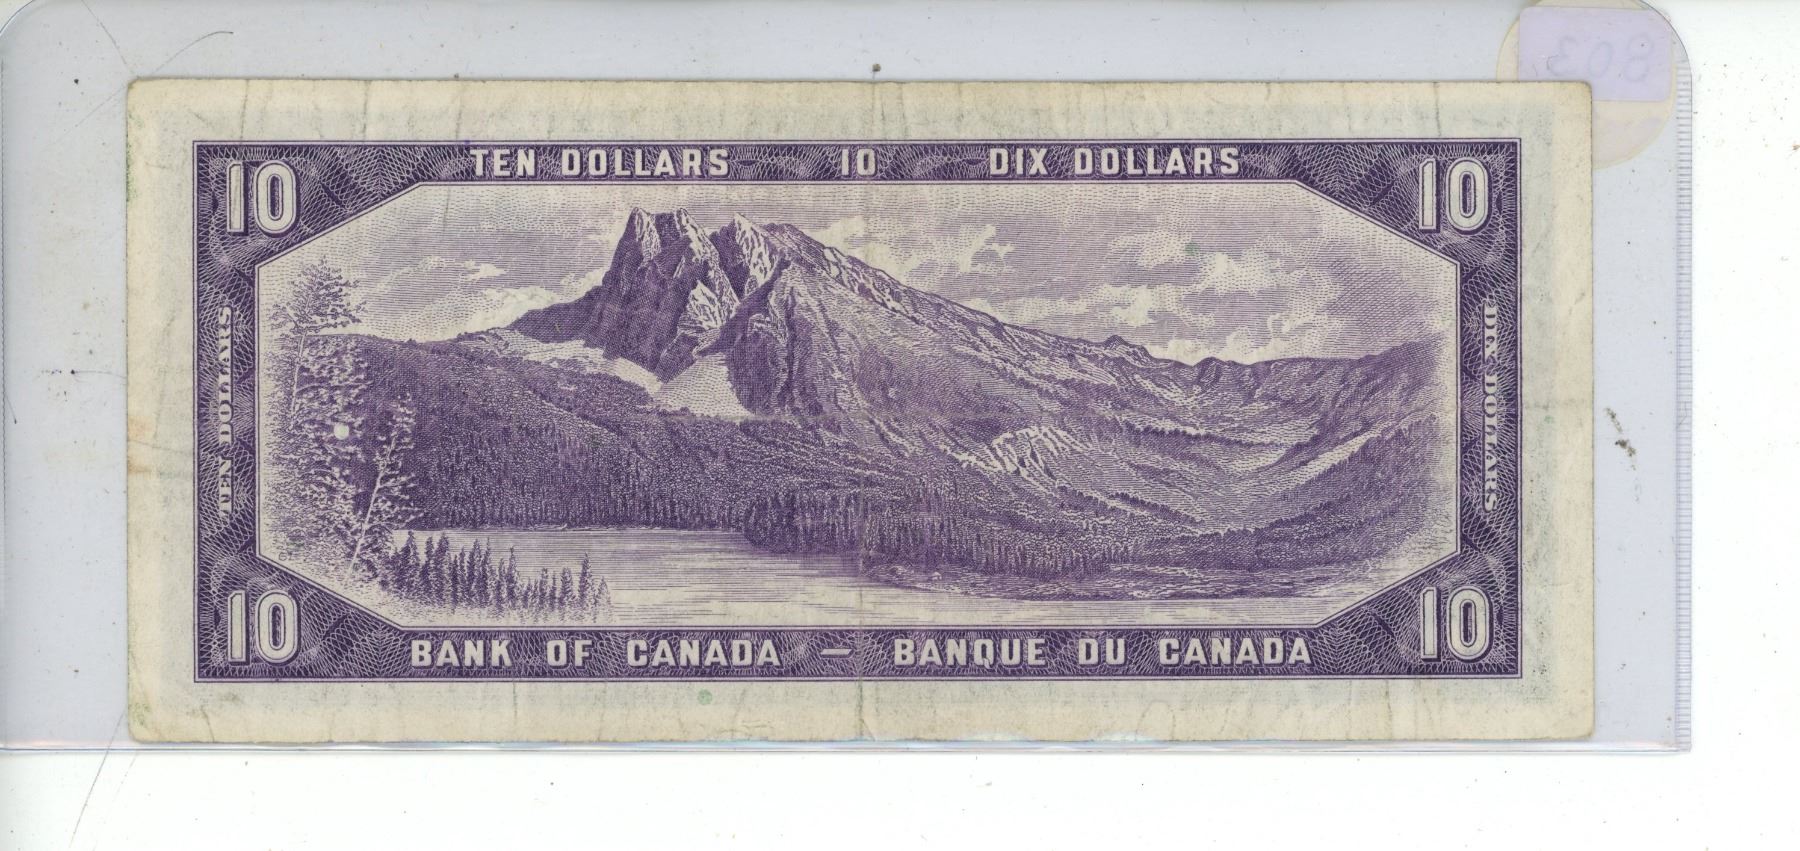 803
10 TEN DOLLARS 10 DIX DOLLARS 10
TEN DOLLARS
DIX DOLLARS
10 BANK OF CANADA — BANQUE DU CANADA 10